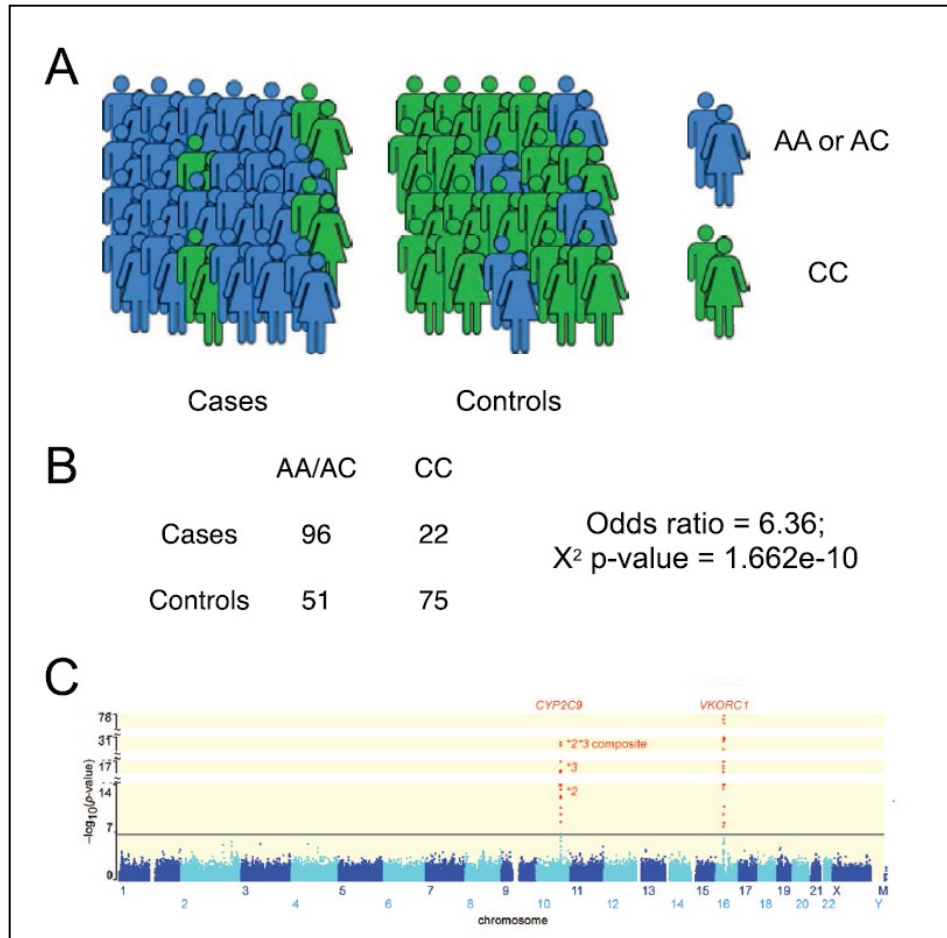 A
AA or AC
CC
Cases Controls
B
AA/AC CC
Cases 96 22
Controls 51 75
Odds ratio = 6.36;
X² p-value = 1.662e-10
C
CYP2C9 VKORC1
78
31
17
14
7
0
*2*3 composite
*3
*2
–log10(p-value)
1 3 5 7 9 11 13 15 17 19 21 X M
2 4 6 8 10 12 14 16 18 20 22 Y
chromosome